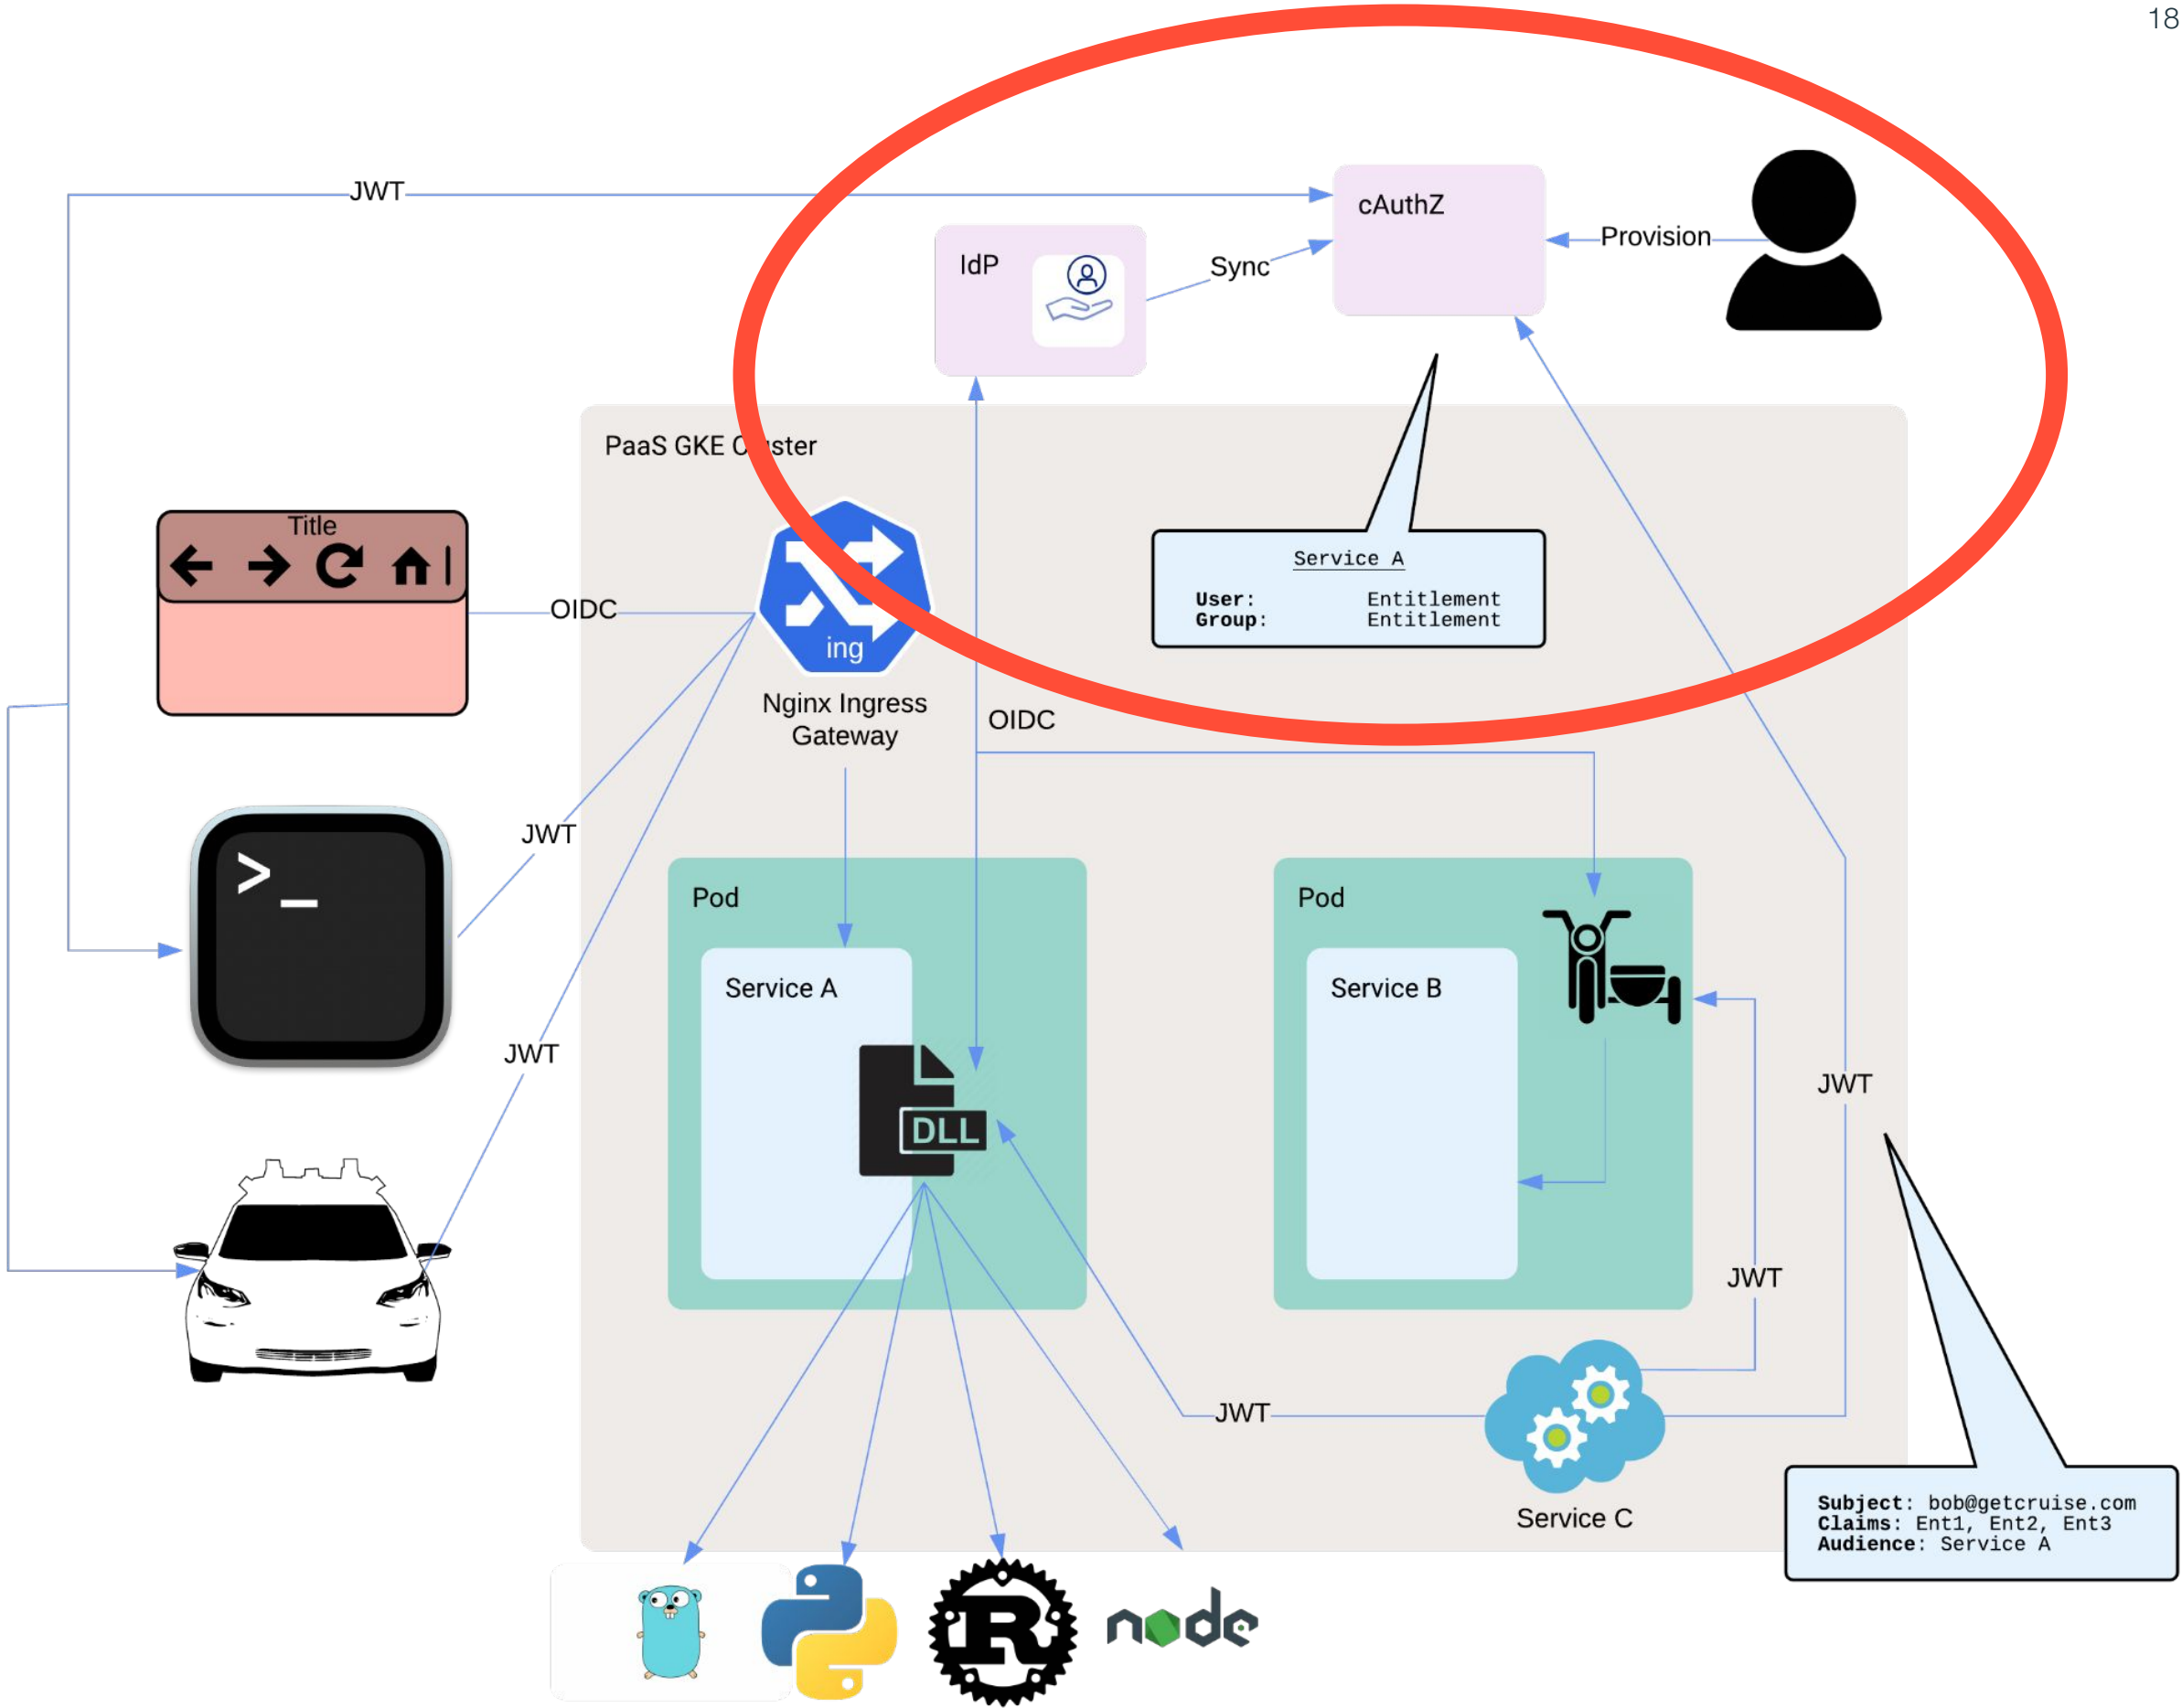 18
JWT
cAuthZ
Provision
IdP
Sync
PaaS GKE Cluster
Title
Service A
User: Entitlement
Group: Entitlement
OIDC
ing
Nginx Ingress
Gateway
OIDC
JWT
>_
Pod
Pod
Service A
Service B
JWT
JWT
DLL
JWT
JWT
Service C
Subject: bob@getcruise.com
Claims: Ent1, Ent2, Ent3
Audience: Service A
R
node